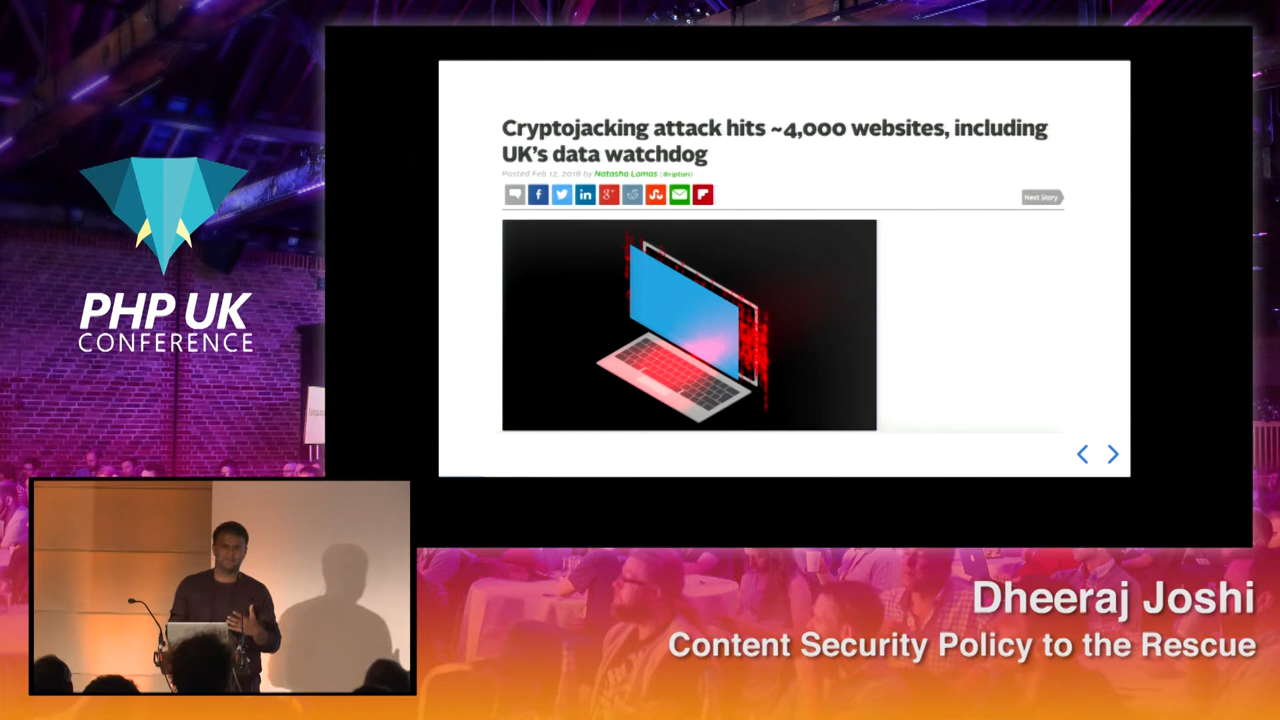 Cryptojacking attack hits ~4,000 websites, including
UK's data watchdog
Posted Feb 12, 2018 by Natasha Lomas (@riptari)
Next Story
PHP UK
CONFERENCE
Dheeraj Joshi
Content Security Policy to the Rescue